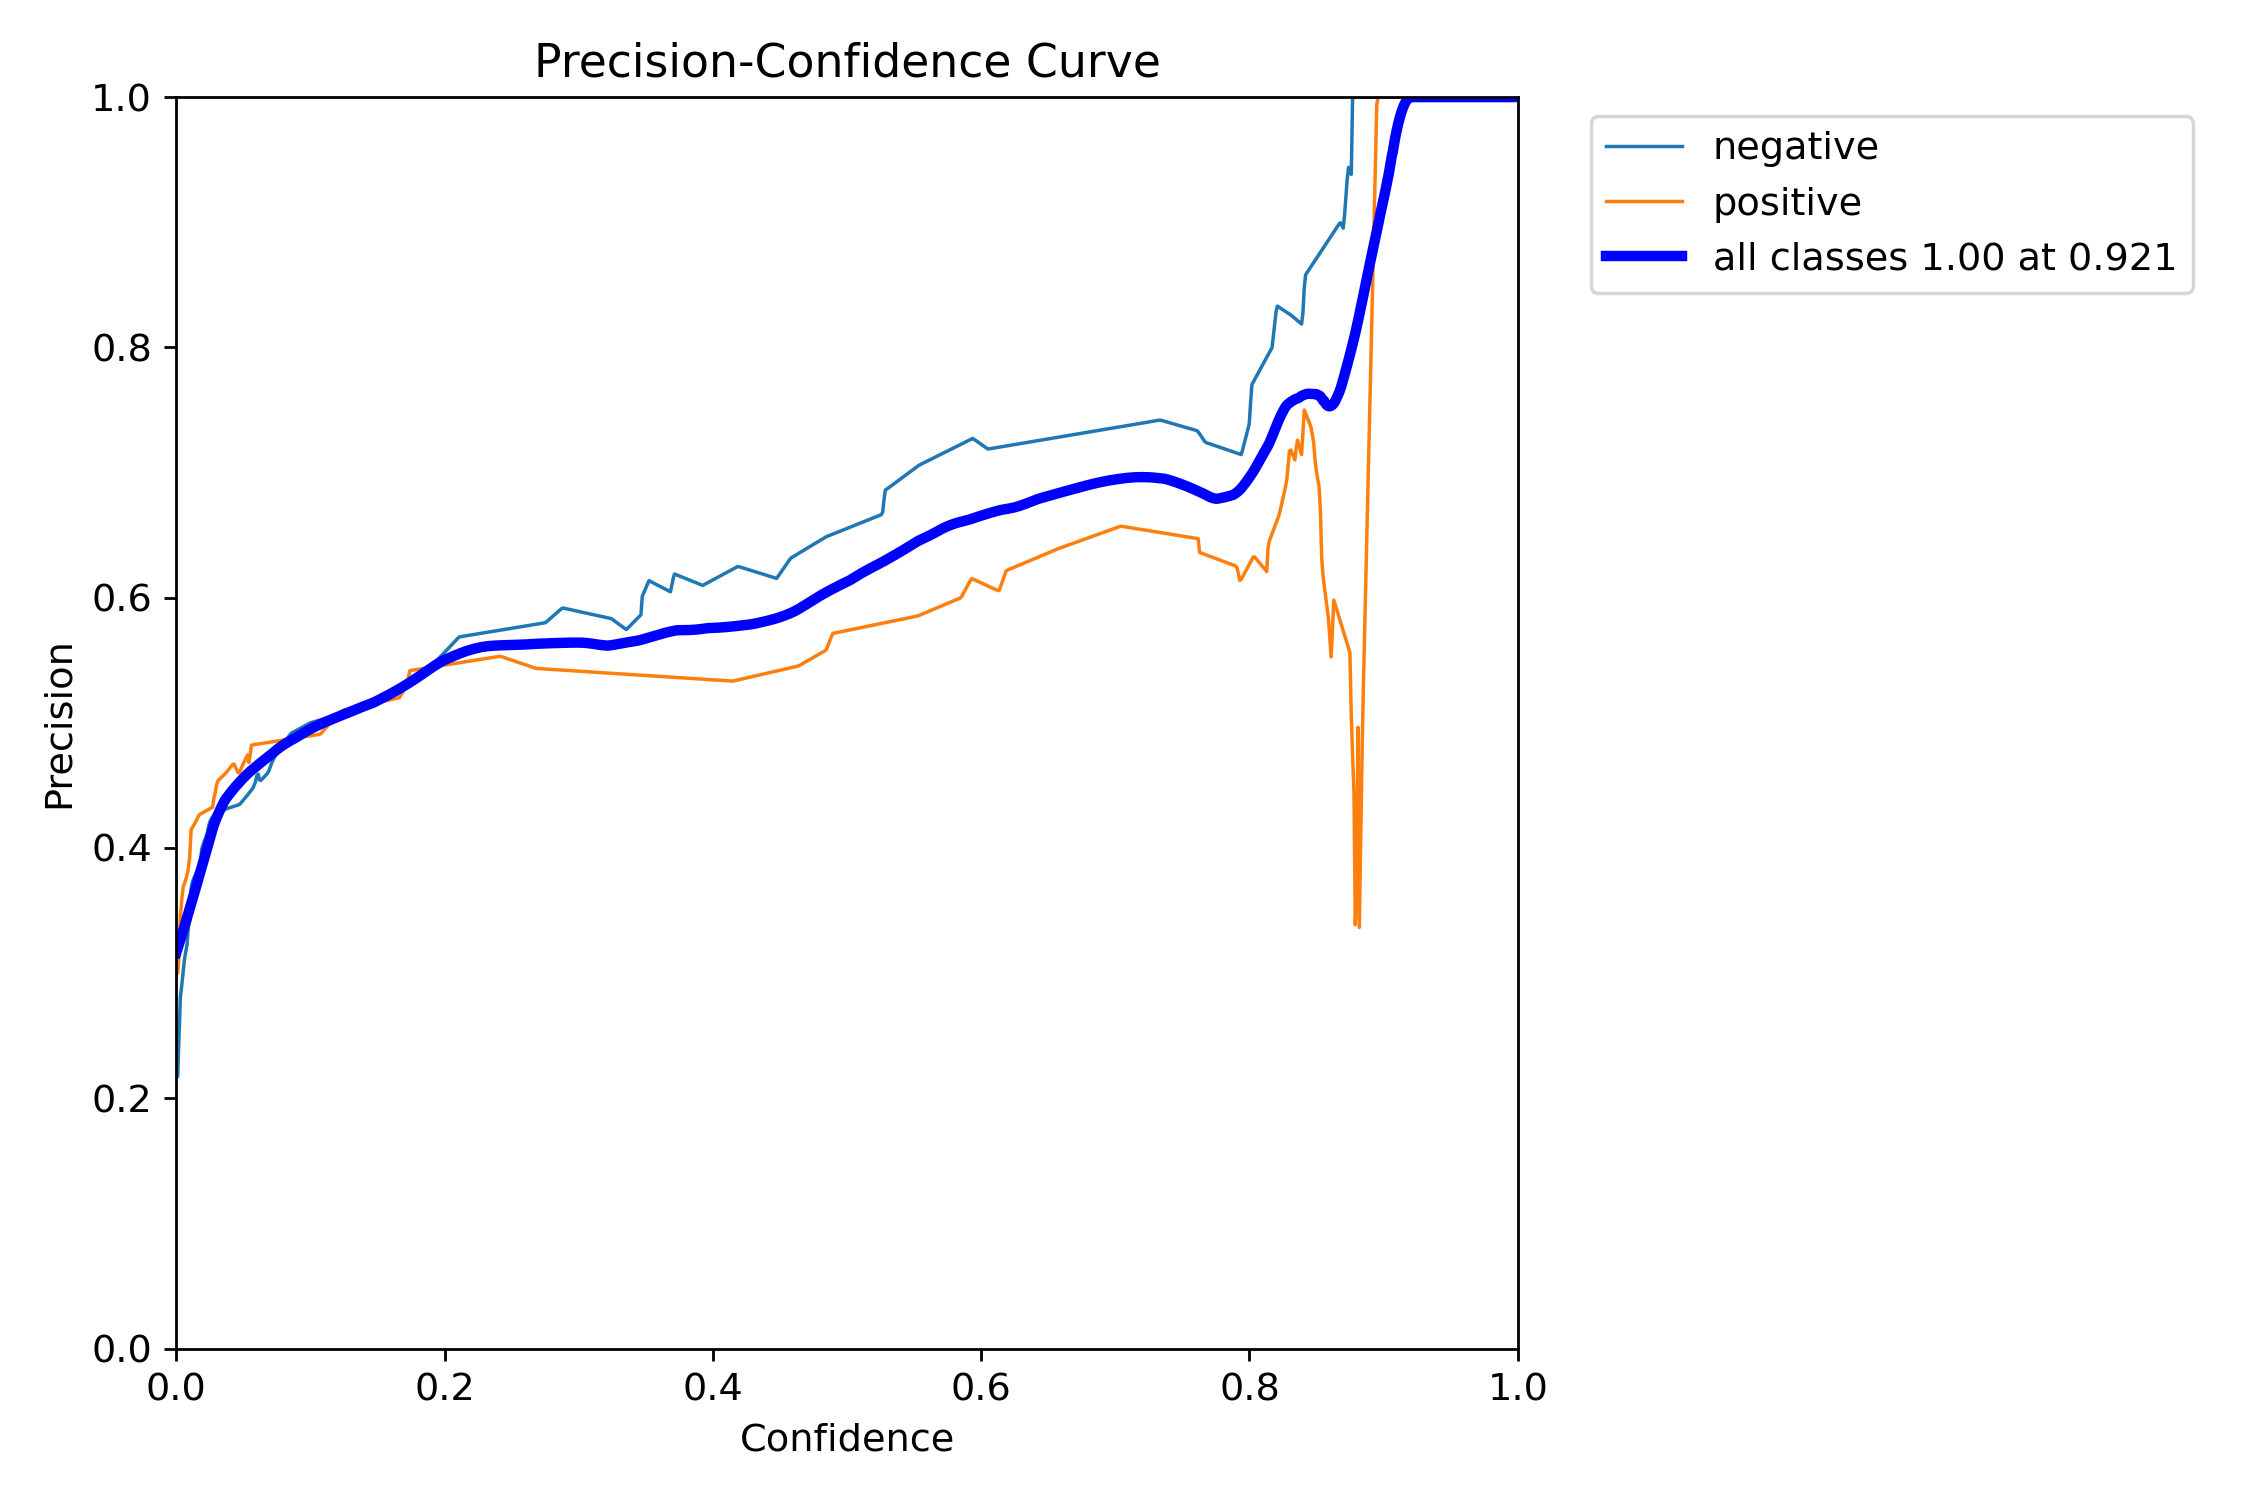 Precision-Confidence Curve
1.0
0.8
0.6
0.4
0.2
0.0
Precision
0.0 0.2 0.4 0.6 0.8 1.0
Confidence
negative
positive
all classes 1.00 at 0.921